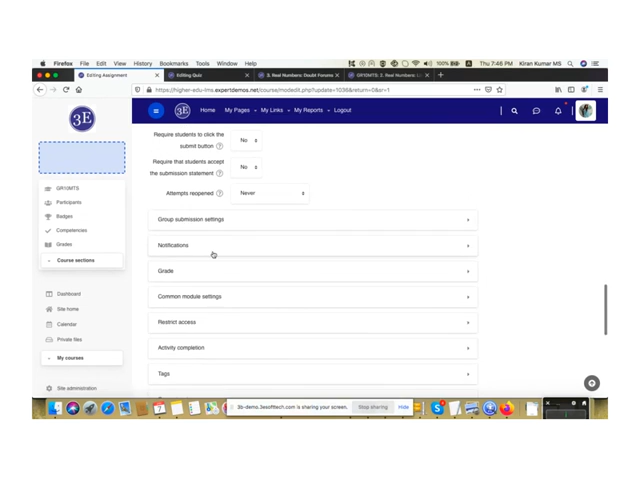 Firefox File Edit View History Bookmarks Tools Window Help 100% Thu 7:46 PM Kiran Kumar MS
Editing Assignment Editing Quiz 3. Real Numbers: Doubt Forums GR10MTS: 2. Real Numbers:
https://higher-edu-lms.expertdemos.net/course/modedit.php?update=1036&return=0&sr=1
3E
3E Home My Pages My Links My Reports Logout
GR10MTS
Participants
Badges
Competencies
Grades
Course sections
Dashboard
Site home
Calendar
Private files
My courses
Site administration
Require students to click the
submit button No
Require that students accept
the submission statement No
Attempts reopened Never
Group submission settings
Notifications
Grade
Common module settings
Restrict access
Activity completion
Tags
3b-demo.3esofttech.com is sharing your screen. Stop sharing Hide